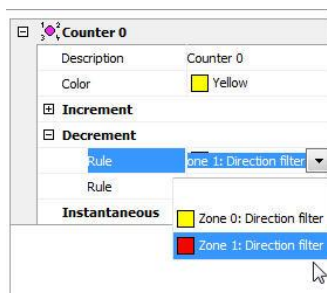 Counter 0
Description Counter 0
Color Yellow
Increment
Decrement
Rule one 1: Direction filter
Rule
Instantaneous
Zone 0: Direction filter
Zone 1: Direction filter